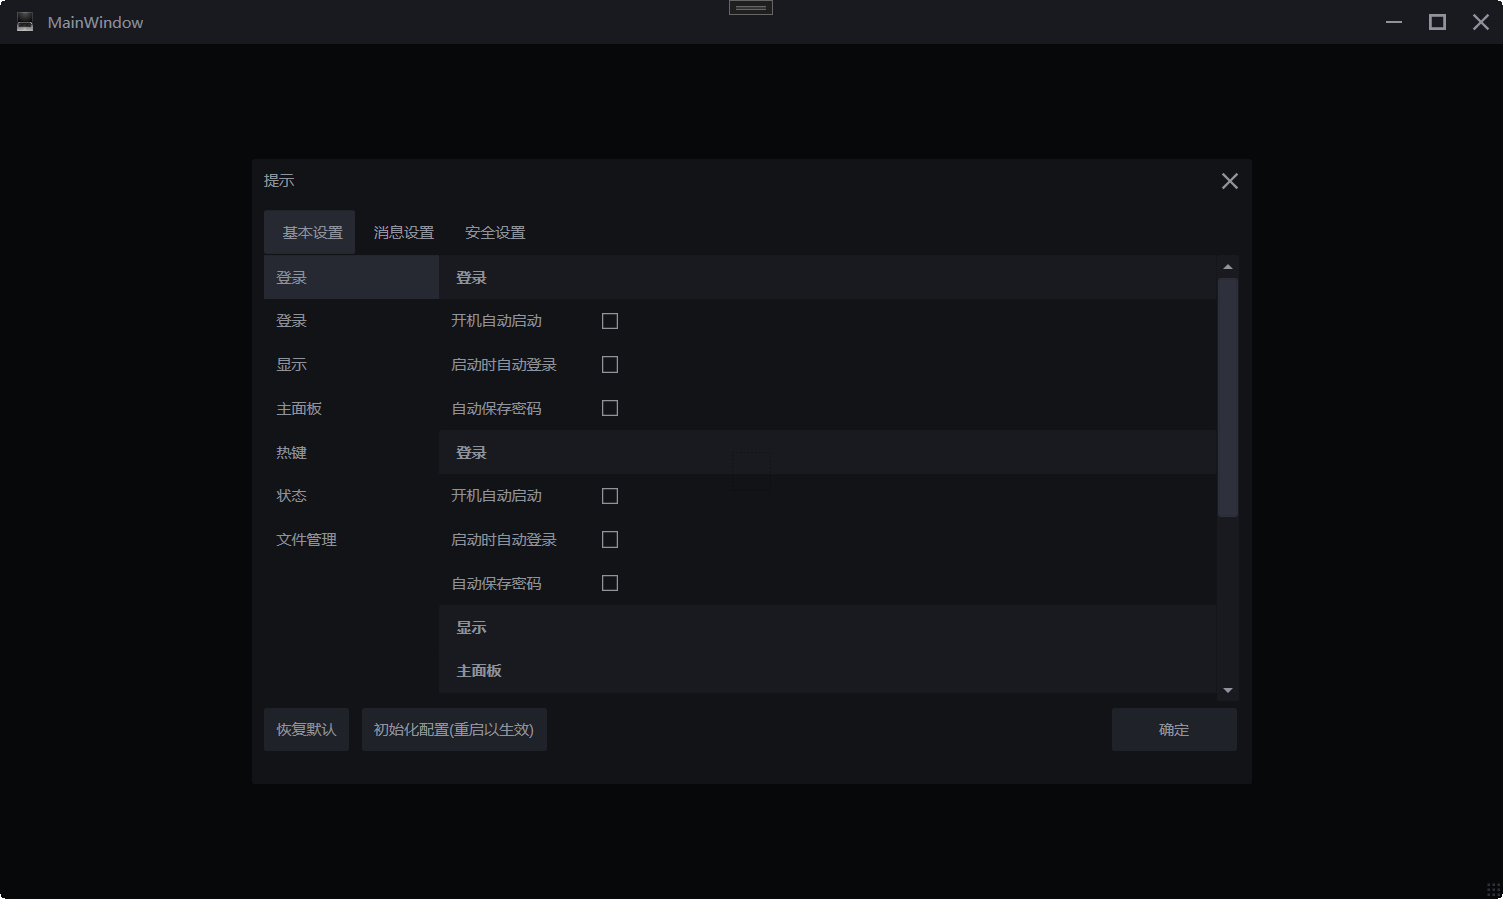 MainWindow
提示
基本设置 消息设置 安全设置
登录 登录
登录 开机自动启动
显示 启动时自动登录
主面板 自动保存密码
热键 登录
状态 开机自动启动
文件管理 启动时自动登录
自动保存密码
显示
主面板
恢复默认 初始化配置(重启以生效) 确定